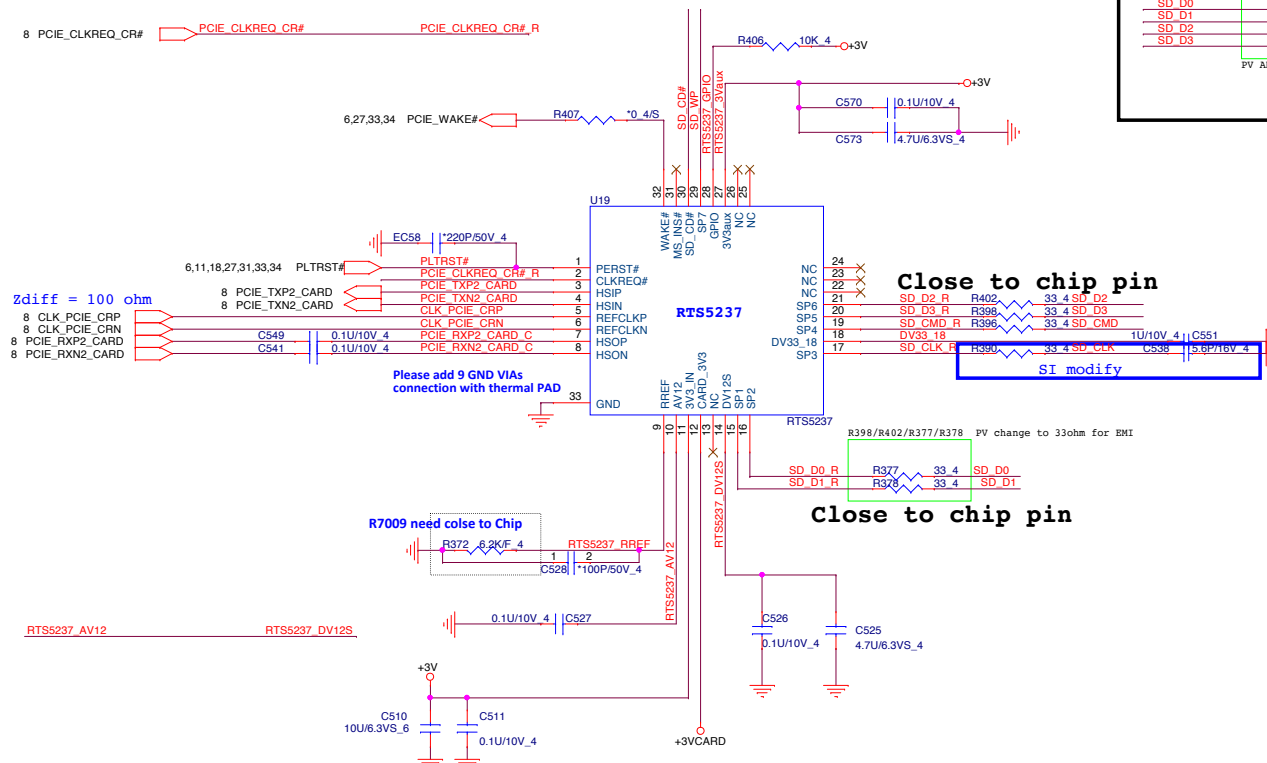 SD_D0
SD_D1
SD_D2
SD_D3
8 PCIE_CLKREQ_CR# PCIE_CLKREQ_CR# PCIE_CLKREQ_CR#_R
R406 10K_4 +3V
+3V
C570 0.1U/10V_4
C573 4.7U/6.3VS_4
6,27,33,34 PCIE_WAKE# R407 *0_4/S
SD_CD#
SD_WP
RTS5237_GPIO
RTS5237_3Vaux
32 31 30 29 28 27 26 25
U19
WAKE# MS_INS# SD_CD# SP7 GPIO 3V3aux NC NC
EC58 *220P/50V_4
6,11,18,27,31,33,34 PLTRST# PLTRST# 1 PERST#
PCIE_CLKREQ_CR#_R 2 CLKREQ#
8 PCIE_TXP2_CARD PCIE_TXP2_CARD 3 HSIP
8 PCIE_TXN2_CARD PCIE_TXN2_CARD 4 HSIN
Zdiff = 100 ohm
8 CLK_PCIE_CRP CLK_PCIE_CRP 5 REFCLKP
8 CLK_PCIE_CRN CLK_PCIE_CRN 6 REFCLKN
8 PCIE_RXP2_CARD C549 0.1U/10V_4 PCIE_RXP2_CARD_C 7 HSOP
8 PCIE_RXN2_CARD C541 0.1U/10V_4 PCIE_RXN2_CARD_C 8 HSON
RTS5237
NC 24
NC 23
NC 22
Close to chip pin
SP6 21 SD_D2_R R402 33_4 SD_D2
SP5 20 SD_D3_R R398 33_4 SD_D3
SP4 19 SD_CMD_R R396 33_4 SD_CMD
DV33_18 18 DV33_18 1U/10V_4 C551
SP3 17 SD_CLK_R R390 33_4 SD_CLK C538 5.6P/16V_4
SI modify
Please add 9 GND VIAs
connection with thermal PAD
33 GND
RREF AV12 3V3_IN CARD_3V3 NC DV12S SP1 SP2
RTS5237
9 10 11 12 13 14 15 16
R398/R402/R377/R378 PV change to 33ohm for EMI
SD_D0_R R377 33_4 SD_D0
SD_D1_R R378 33_4 SD_D1
Close to chip pin
RTS5237_DV12S
R7009 need colse to Chip
R372 6.2K/F_4 RTS5237_RREF
1 2
C528 *100P/50V_4
RTS5237_AV12
0.1U/10V_4 C527
C526
0.1U/10V_4
C525
4.7U/6.3VS_4
RTS5237_AV12 RTS5237_DV12S
+3V
C510
10U/6.3VS_6
C511
0.1U/10V_4
+3VCARD